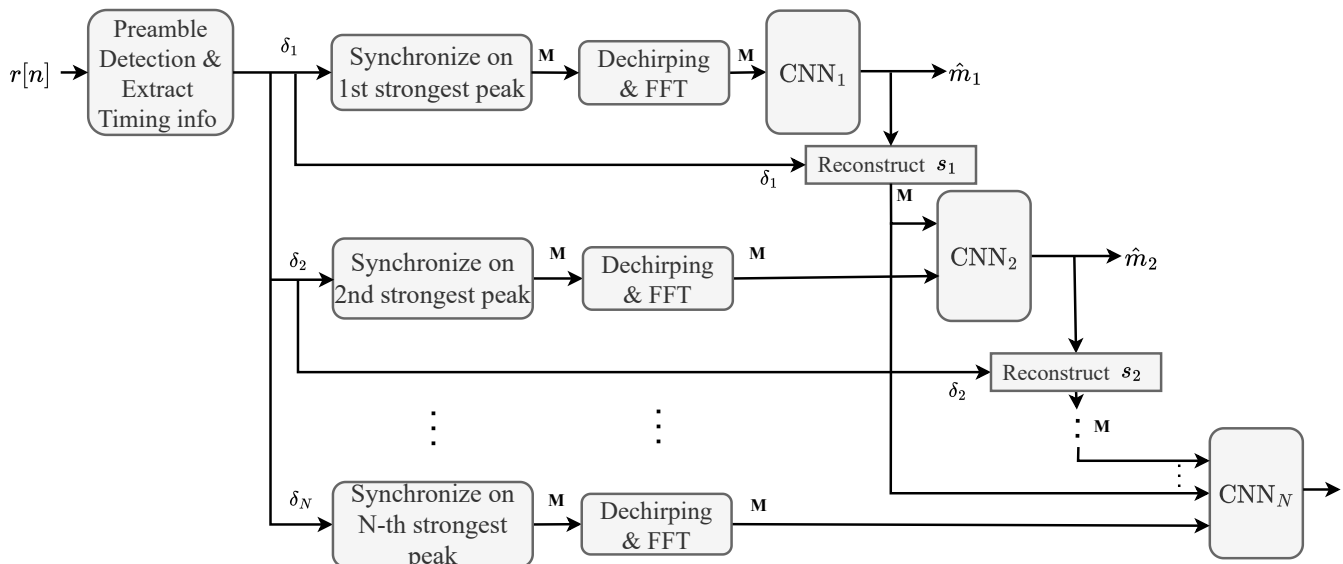 r[n]
Preamble
Detection &
Extract
Timing info
δ₁
Synchronize on
1st strongest peak
M
Dechirping
& FFT
M
CNN₁
m̂₁
δ₁
Reconstruct s₁
M
δ₂
Synchronize on
2nd strongest peak
M
Dechirping
& FFT
M
CNN₂
m̂₂
δ₂
Reconstruct s₂
M
δ_N
Synchronize on
N-th strongest
peak
M
Dechirping
& FFT
M
CNN_N